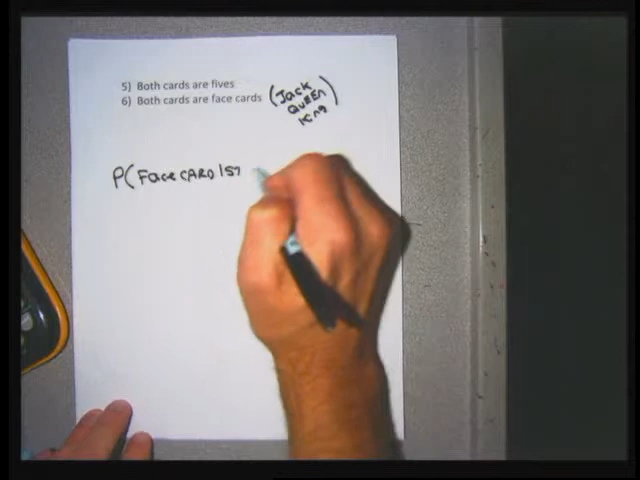 5) Both cards are fives
6) Both cards are face cards (Jack
Queen
King)
P(Face CARD 1st